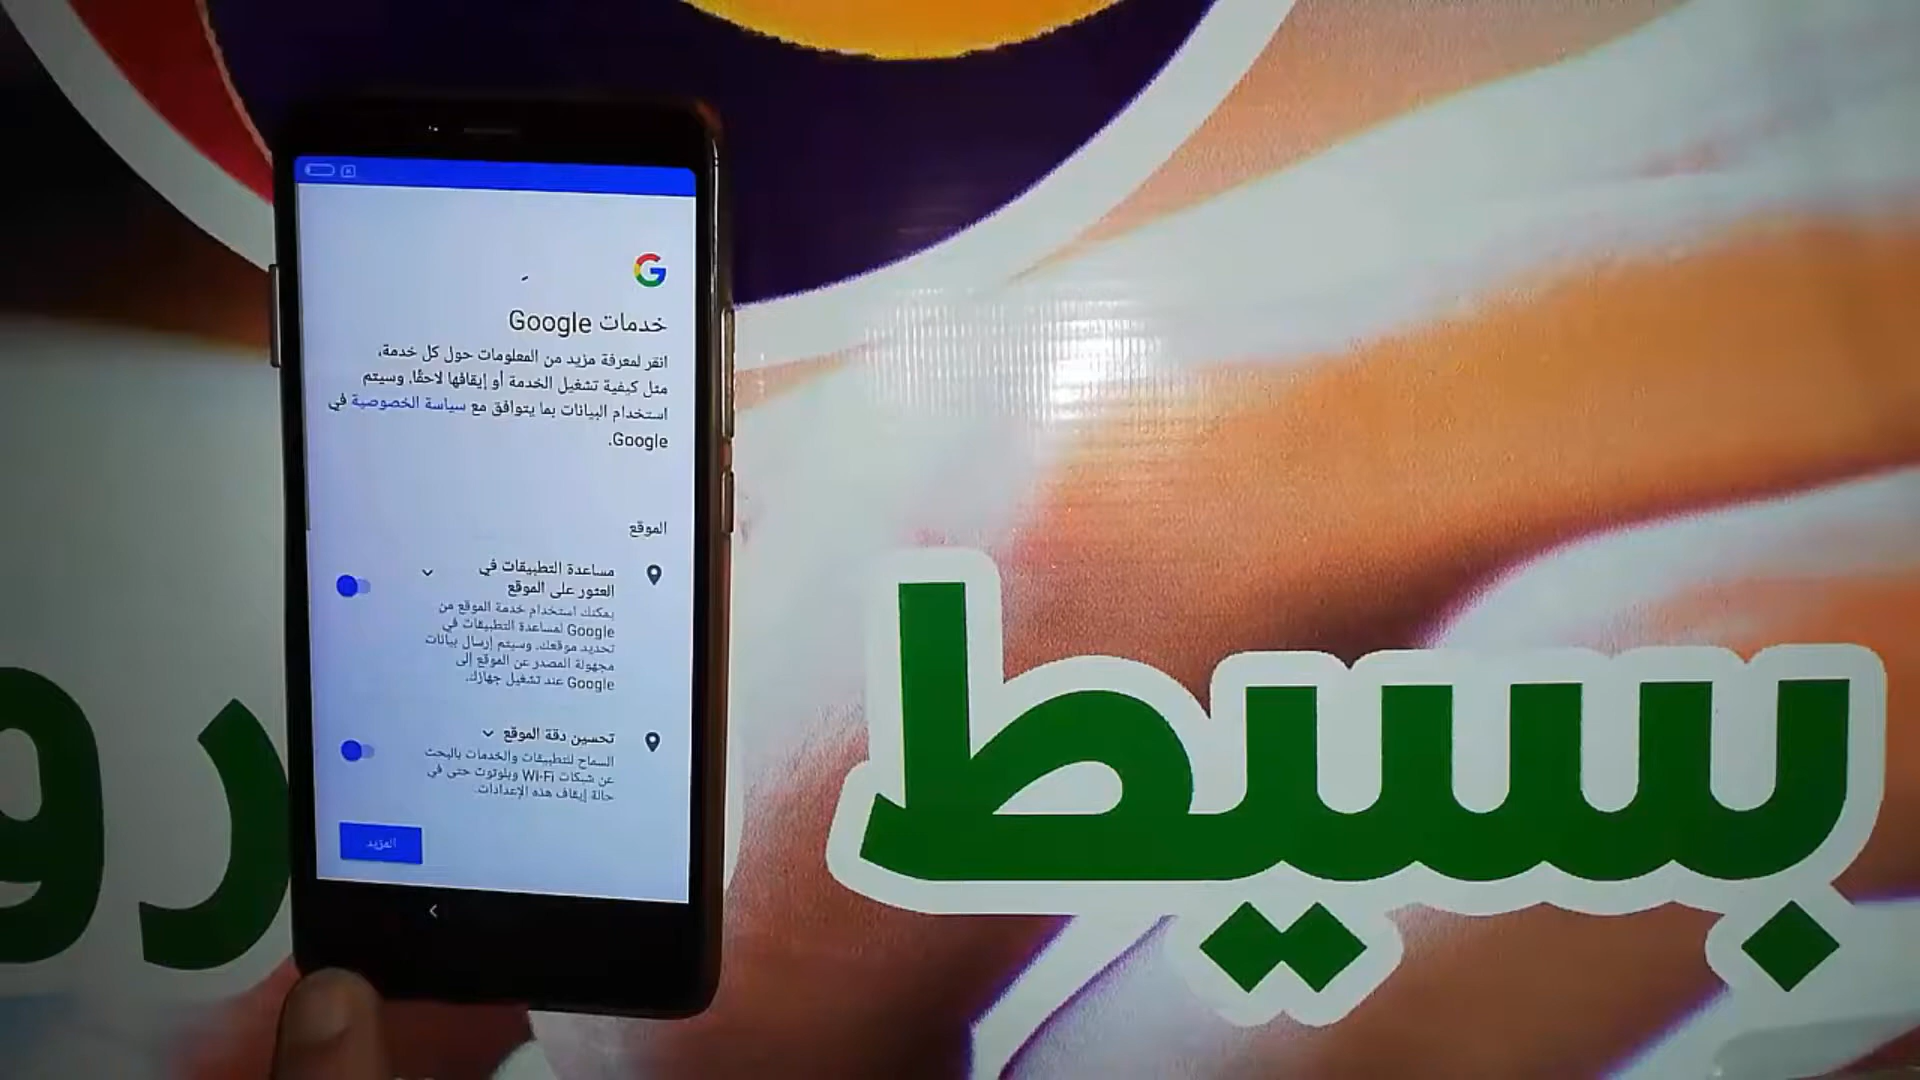 خدمات Google
انقر لمعرفة مزيد من المعلومات حول كل خدمة،
مثل كيفية تشغيل الخدمة أو إيقافها لاحقًا. وسيتم
استخدام البيانات بما يتوافق مع سياسة الخصوصية في
Google.
الموقع
مساعدة التطبيقات في
العثور على الموقع
يمكنك استخدام خدمة الموقع من
Google لمساعدة التطبيقات في
تحديد موقعك. وسيتم إرسال بيانات
مجهولة المصدر عن الموقع إلى
Google عند تشغيل جهازك.
تحسين دقة الموقع
السماح للتطبيقات والخدمات بالبحث
عن شبكات Wi-Fi وبلوتوث حتى في
حالة إيقاف هذه الإعدادات.
المزيد
بسيط